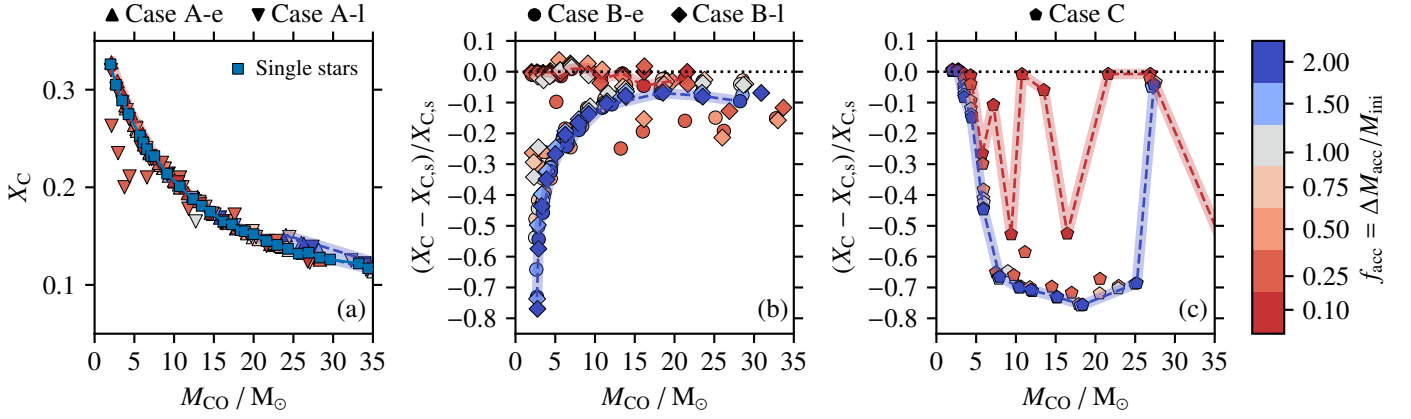 ▲ Case A-e ▼ Case A-l
● Case B-e ◆ Case B-l
⬟ Case C
X_C
0.3
0.2
0.1
Single stars
(a)
0 5 10 15 20 25 30 35
M_CO / M_⊙
(X_C − X_C,s)/X_C,s
0.1
0.0
−0.1
−0.2
−0.3
−0.4
−0.5
−0.6
−0.7
−0.8
(b)
0 5 10 15 20 25 30 35
M_CO / M_⊙
(X_C − X_C,s)/X_C,s
0.1
0.0
−0.1
−0.2
−0.3
−0.4
−0.5
−0.6
−0.7
−0.8
(c)
0 5 10 15 20 25 30 35
M_CO / M_⊙
2.00
1.50
1.00
0.75
0.50
0.25
0.10
f_acc = ΔM_acc/M_ini